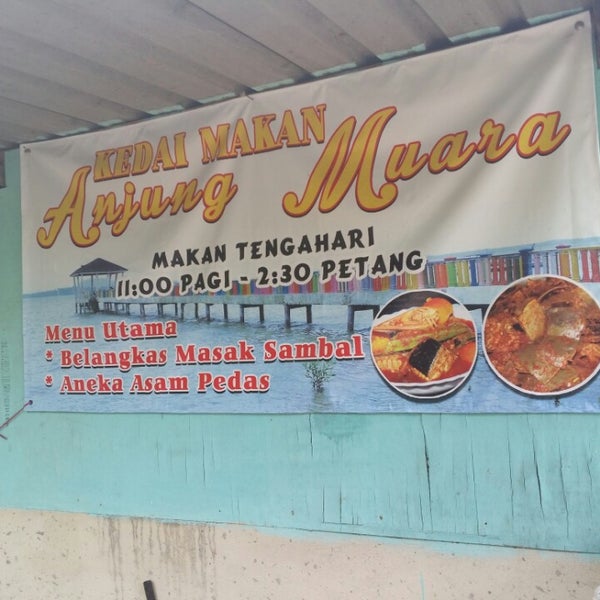 KEDAI MAKAN
Anjung Muara
MAKAN TENGAHARI
11:00 PAGI - 2:30 PETANG
Menu Utama
* Belangkas Masak Sambal
* Aneka Asam Pedas